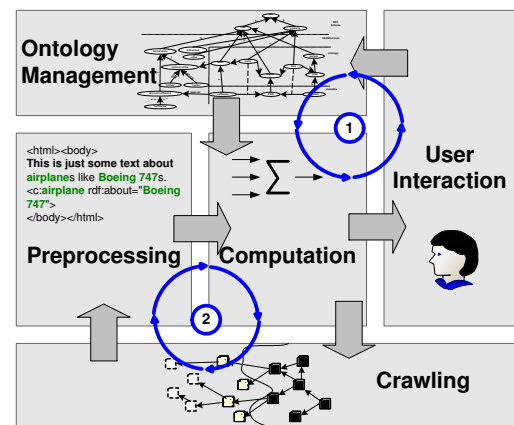 Ontology
Management
1
<html><body>
This is just some text about
airplanes like Boeing 747s.
<c:airplane rdf:about="Boeing
747">
</body></html>
Σ
User
Interaction
Preprocessing
Computation
2
Crawling